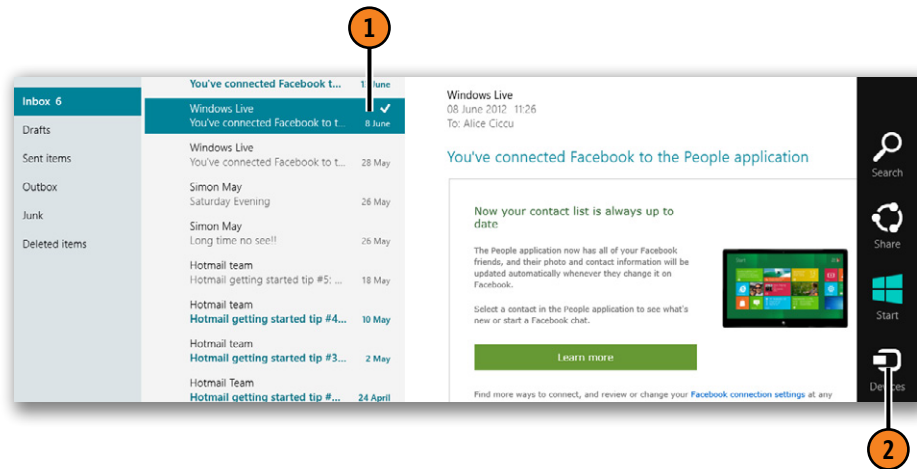 1
Inbox 6
Drafts
Sent items
Outbox
Junk
Deleted items
You've connected Facebook t... 1 June
Windows Live
You've connected Facebook to t... 8 June
Windows Live
You've connected Facebook to t... 28 May
Simon May
Saturday Evening 26 May
Simon May
Long time no see!! 26 May
Hotmail team
Hotmail getting started tip #5: ... 18 May
Hotmail team
Hotmail getting started tip #4... 10 May
Hotmail team
Hotmail getting started tip #3... 2 May
Hotmail Team
Hotmail getting started tip #... 24 April
Windows Live
08 June 2012 11:26
To: Alice Ciccu
You've connected Facebook to the People application
Now your contact list is always up to
date
The People application now has all of your Facebook
friends, and their photo and contact information will be
updated automatically whenever they change it on
Facebook.
Select a contact in the People application to see what's
new or start a Facebook chat.
Start
Learn more
Find more ways to connect, and review or change your Facebook connection settings at any
Search
Share
Start
Devices
2